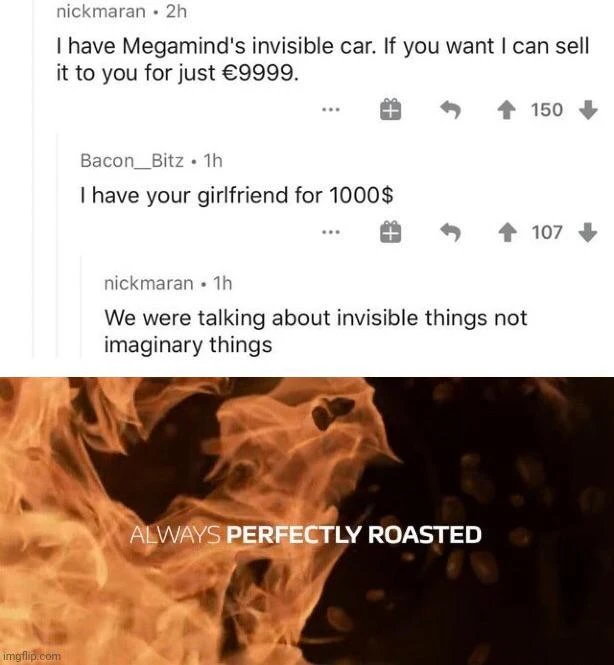 nickmaran • 2h
I have Megamind's invisible car. If you want I can sell
it to you for just €9999.
150
Bacon__Bitz • 1h
I have your girlfriend for 1000$
107
nickmaran • 1h
We were talking about invisible things not
imaginary things
ALWAYS PERFECTLY ROASTED
imgflip.com